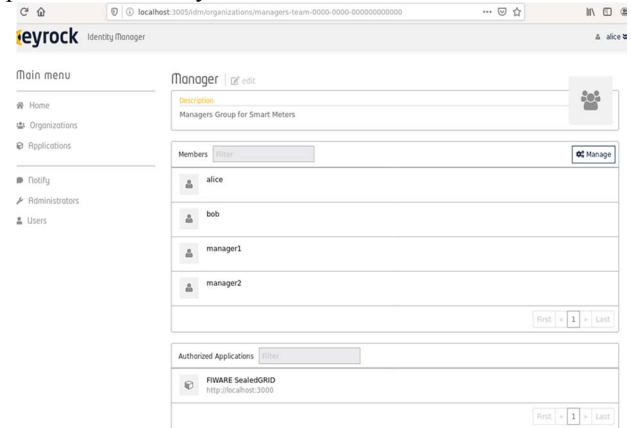 localhost:3005/idm/organizations/managers-team-0000-0000-000000000000
eyrock Identity Manager
alice
Main menu
Home
Organizations
Applications
Notify
Administrators
Users
Manager | edit
Description
Managers Group for Smart Meters
Members Filter Manage
alice
bob
manager1
manager2
First « 1 » Last
Authorized Applications Filter
FIWARE SealedGRID
http://localhost:3000
First « 1 » Last